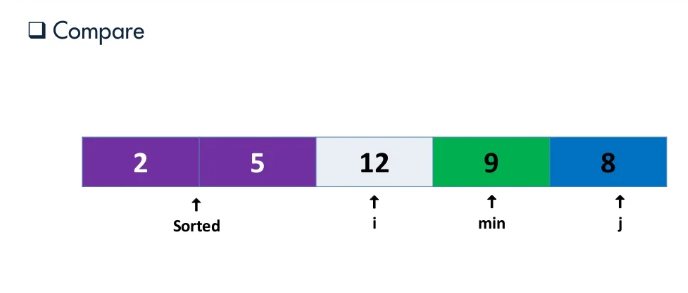 ❑ Compare
2 5 12 9 8
↑ ↑ ↑ ↑
Sorted i min j